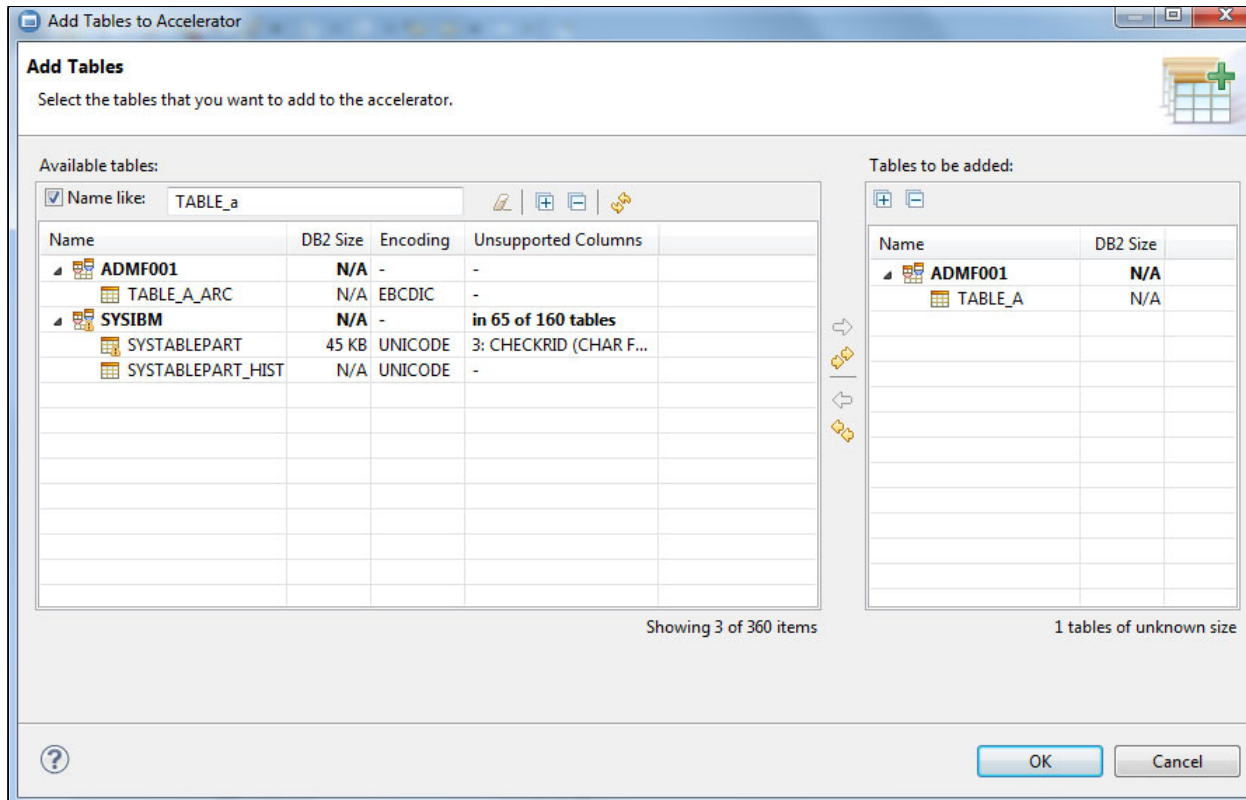 Add Tables to Accelerator
Add Tables
Select the tables that you want to add to the accelerator.
Available tables:
Name like: TABLE_a
Name DB2 Size Encoding Unsupported Columns
ADMF001 N/A - -
TABLE_A_ARC N/A EBCDIC -
SYSIBM N/A - in 65 of 160 tables
SYSTABLEPART 45 KB UNICODE 3: CHECKRID (CHAR F...
SYSTABLEPART_HIST N/A UNICODE -
Showing 3 of 360 items
Tables to be added:
Name DB2 Size
ADMF001 N/A
TABLE_A N/A
1 tables of unknown size
OK Cancel